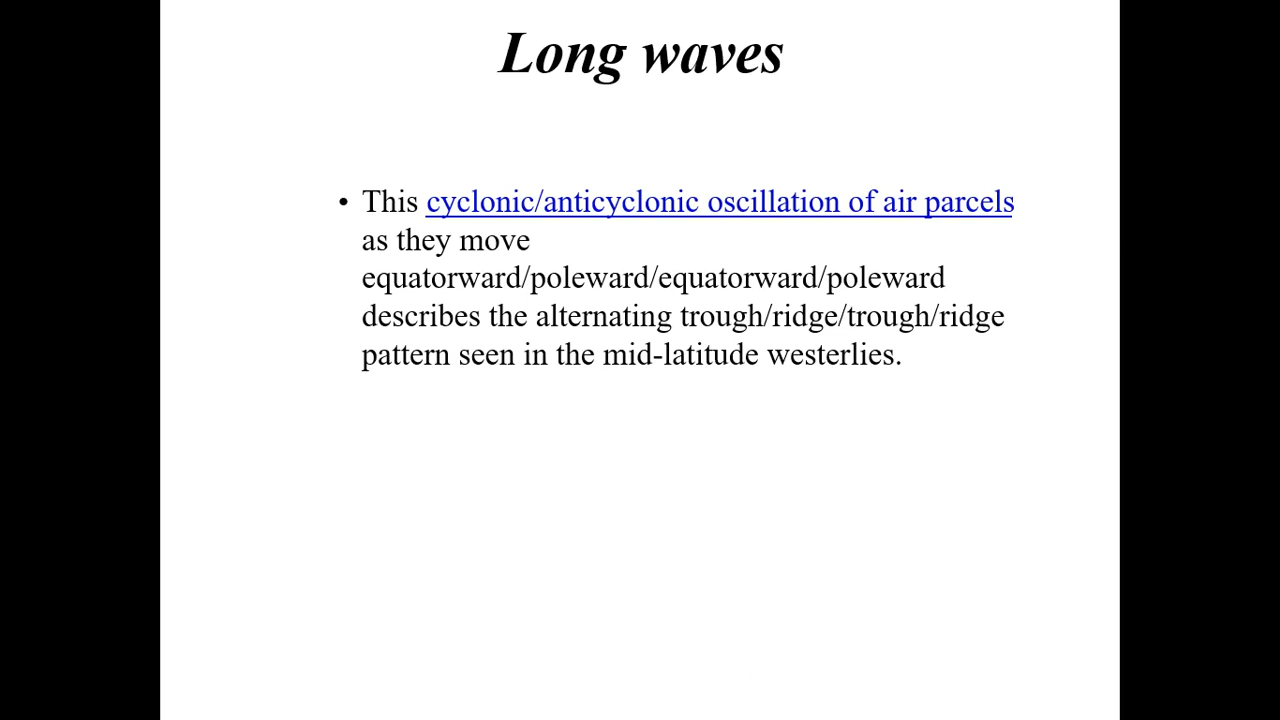 Long waves
• This cyclonic/anticyclonic oscillation of air parcels
as they move
equatorward/poleward/equatorward/poleward
describes the alternating trough/ridge/trough/ridge
pattern seen in the mid-latitude westerlies.